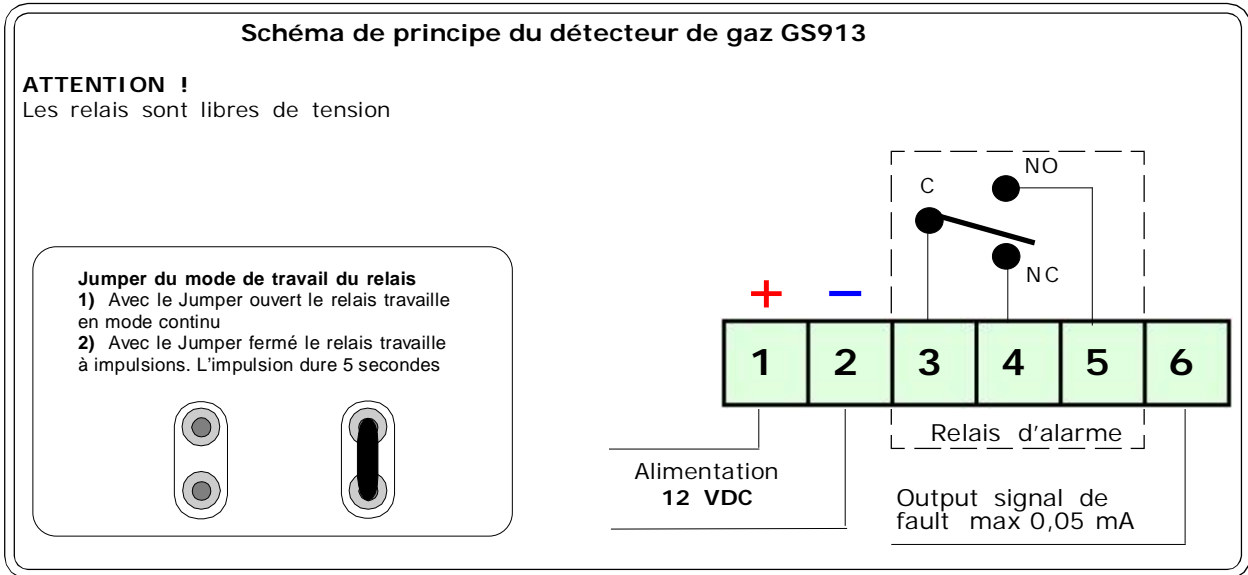 Schéma de principe du détecteur de gaz GS913
ATTENTION !
Les relais sont libres de tension
Jumper du mode de travail du relais
1) Avec le Jumper ouvert le relais travaille
en mode continu
2) Avec le Jumper fermé le relais travaille
à impulsions. L'impulsion dure 5 secondes
NO
C
NC
+ −
1 2 3 4 5 6
Relais d'alarme
Alimentation
12 VDC
Output signal de
fault max 0,05 mA